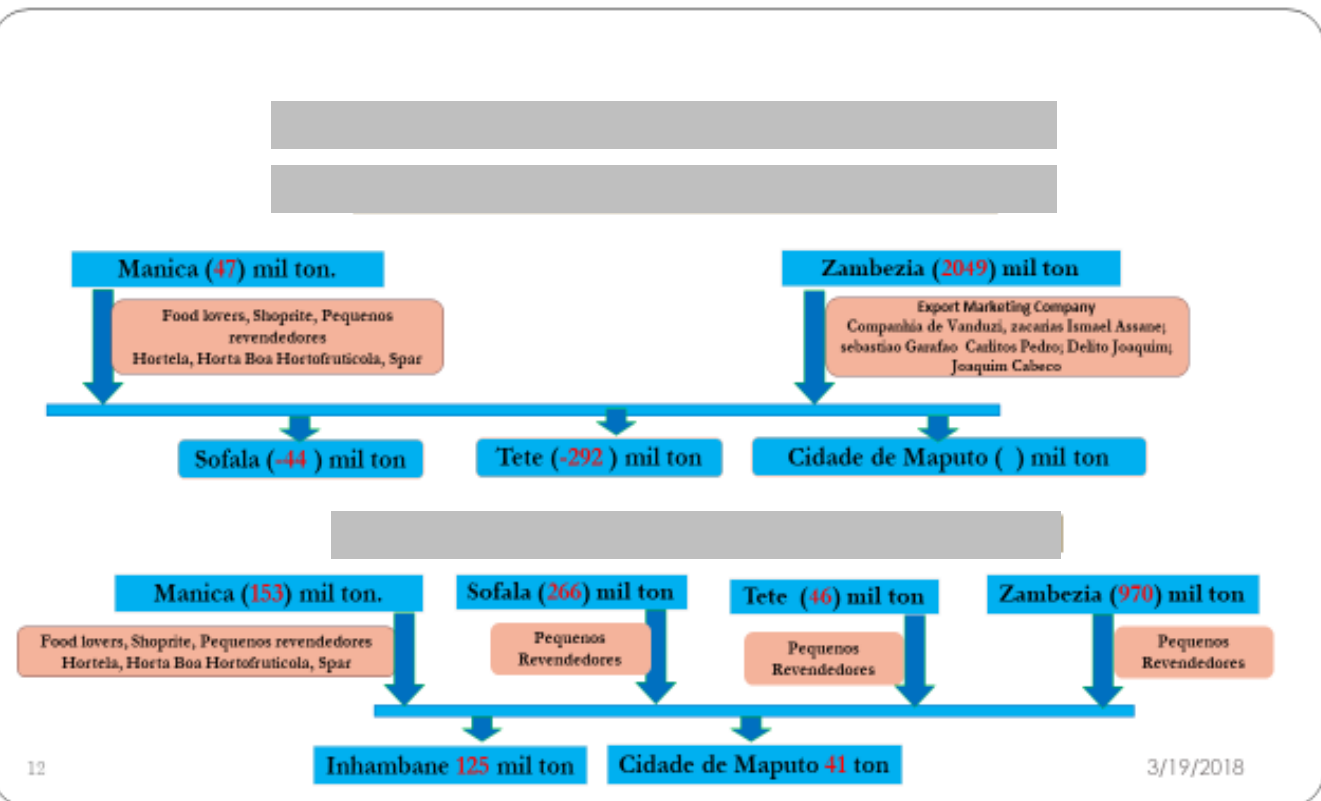 Manica (47) mil ton.
Zambezia (2049) mil ton
Food lovers, Shoprite, Pequenos
revendedores
Hortela, Horta Boa Hortofruticola, Spar
Export Marketing Company
Companhia de Vanduzi, zacarias Ismael Assane;
sebastiao Garafao Carlitos Pedro; Delito Joaquim;
Joaquim Cabeco
Sofala (-44 ) mil ton
Tete (-292 ) mil ton
Cidade de Maputo ( ) mil ton
Manica (153) mil ton.
Sofala (266) mil ton
Tete (46) mil ton
Zambezia (970) mil ton
Food lovers, Shoprite, Pequenos revendedores
Hortela, Horta Boa Hortofruticola, Spar
Pequenos
Revendedores
Pequenos
Revendedores
Pequenos
Revendedores
Inhambane 125 mil ton
Cidade de Maputo 41 ton
12
3/19/2018